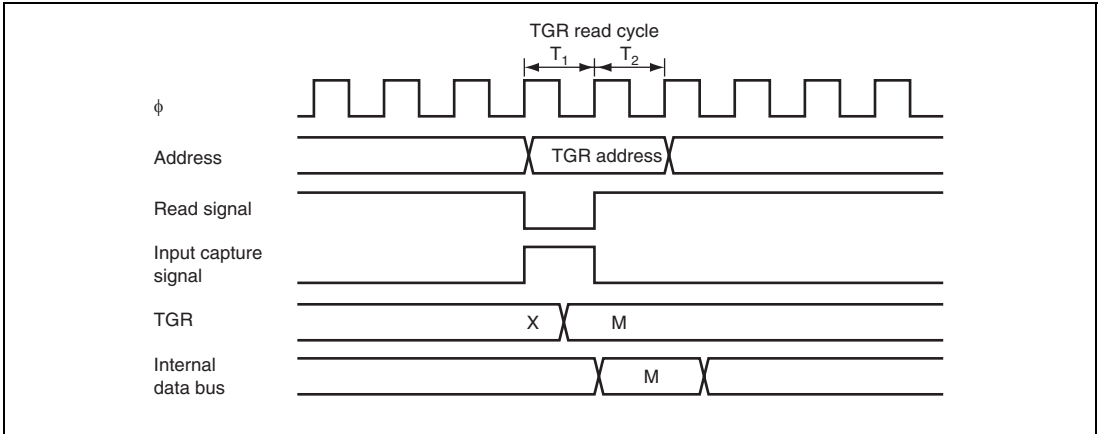 TGR read cycle
T1 T2
ϕ
Address
TGR address
Read signal
Input capture
signal
TGR
X M
Internal
data bus
M